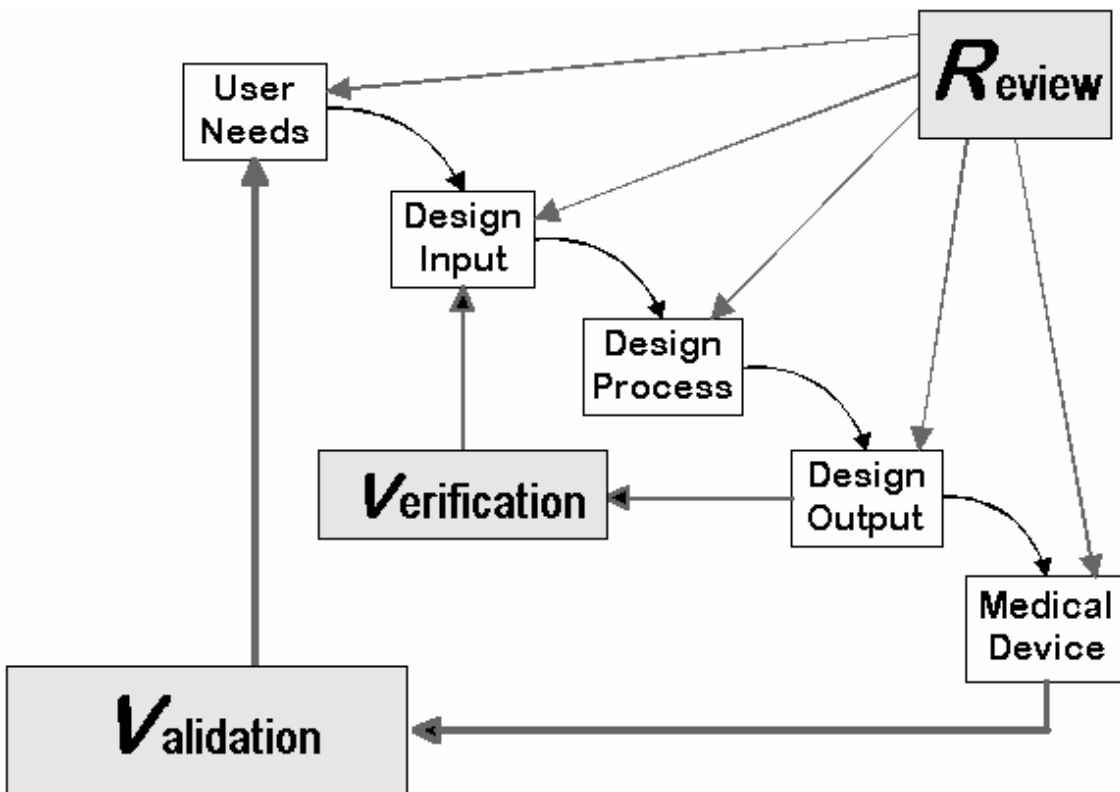 Review
User
Needs
Design
Input
Design
Process
Verification
Design
Output
Medical
Device
Validation